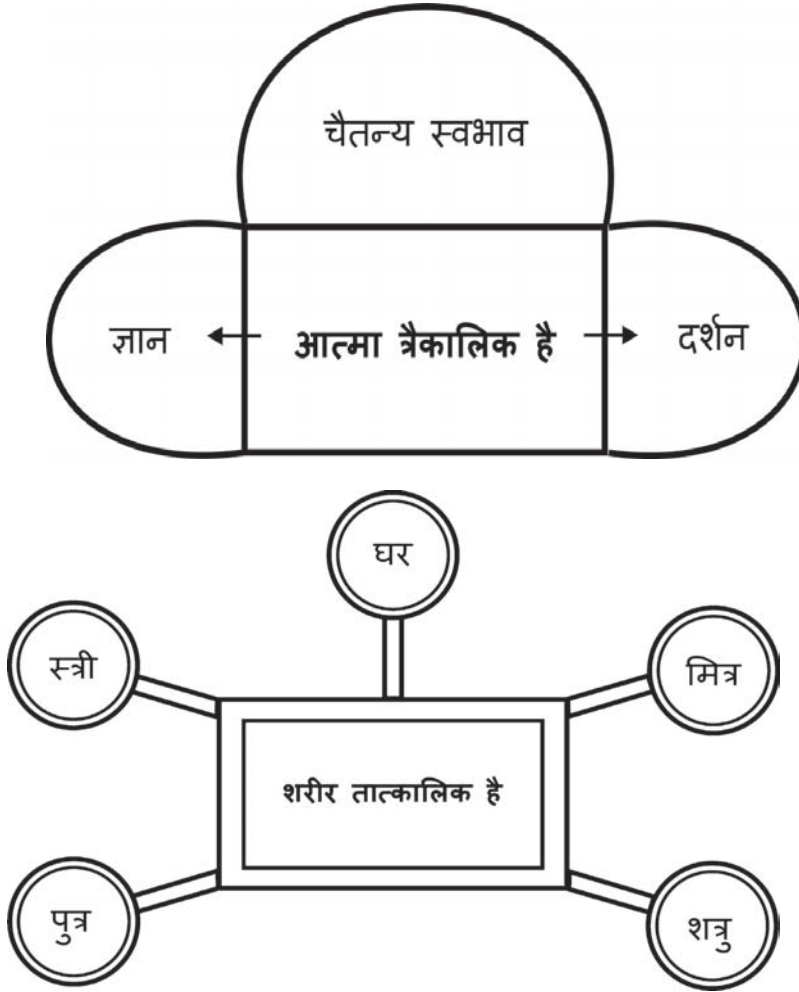 चैतन्य स्वभाव
ज्ञान
आत्मा त्रैकालिक है
दर्शन
घर
स्त्री
मित्र
शरीर तात्कालिक है
पुत्र
शत्रु